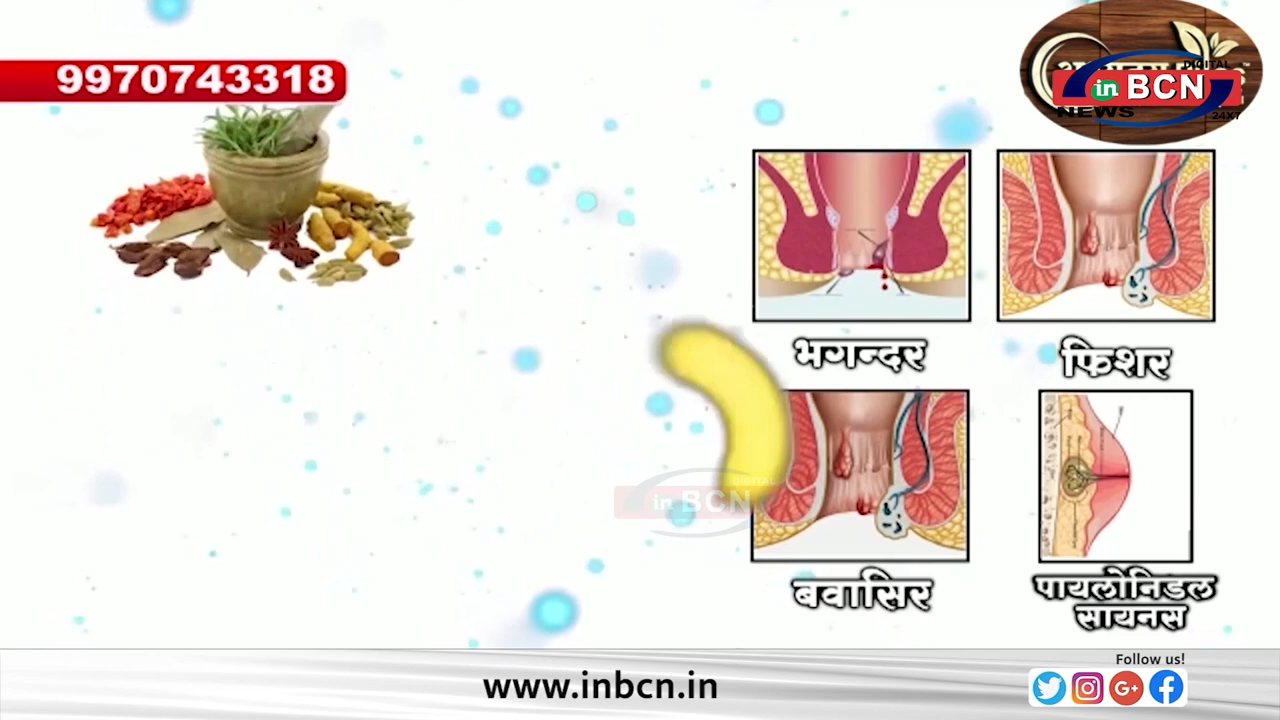 9970743318
DIGITAL
in BCN
NEWS
24X7
भगन्दर
फिशर
DIGITAL
in BCN
बवासिर
पायलोनिडल
सायनस
Follow us!
www.inbcn.in